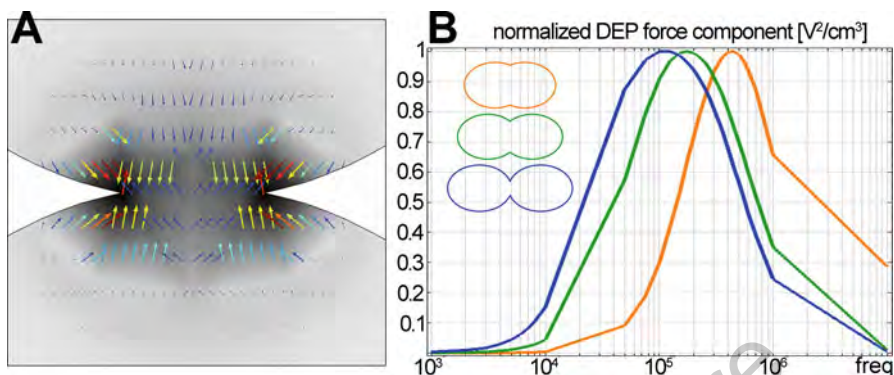 A
B
normalized DEP force component [V²/cm³]
1
0.9
0.8
0.7
0.6
0.5
0.4
0.3
0.2
0.1
10³ 10⁴ 10⁵ 10⁶ freq